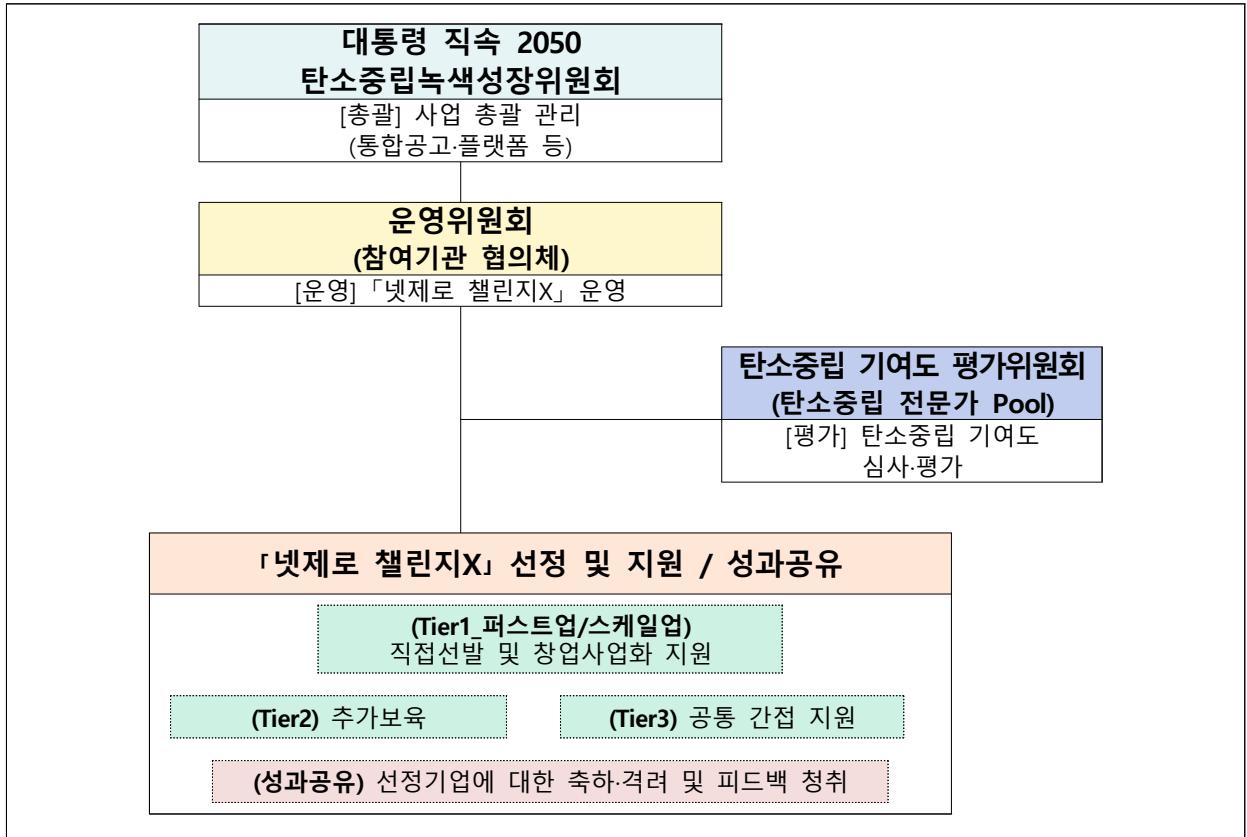 대통령 직속 2050
탄소중립녹색성장위원회
[총괄] 사업 총괄 관리
(통합공고·플랫폼 등)
운영위원회
(참여기관 협의체)
[운영]「넷제로 챌린지X」운영
탄소중립 기여도 평가위원회
(탄소중립 전문가 Pool)
[평가] 탄소중립 기여도
심사·평가
「넷제로 챌린지X」 선정 및 지원 / 성과공유
(Tier1_퍼스트업/스케일업)
직접선발 및 창업사업화 지원
(Tier2) 추가보육
(Tier3) 공통 간접 지원
(성과공유) 선정기업에 대한 축하·격려 및 피드백 청취